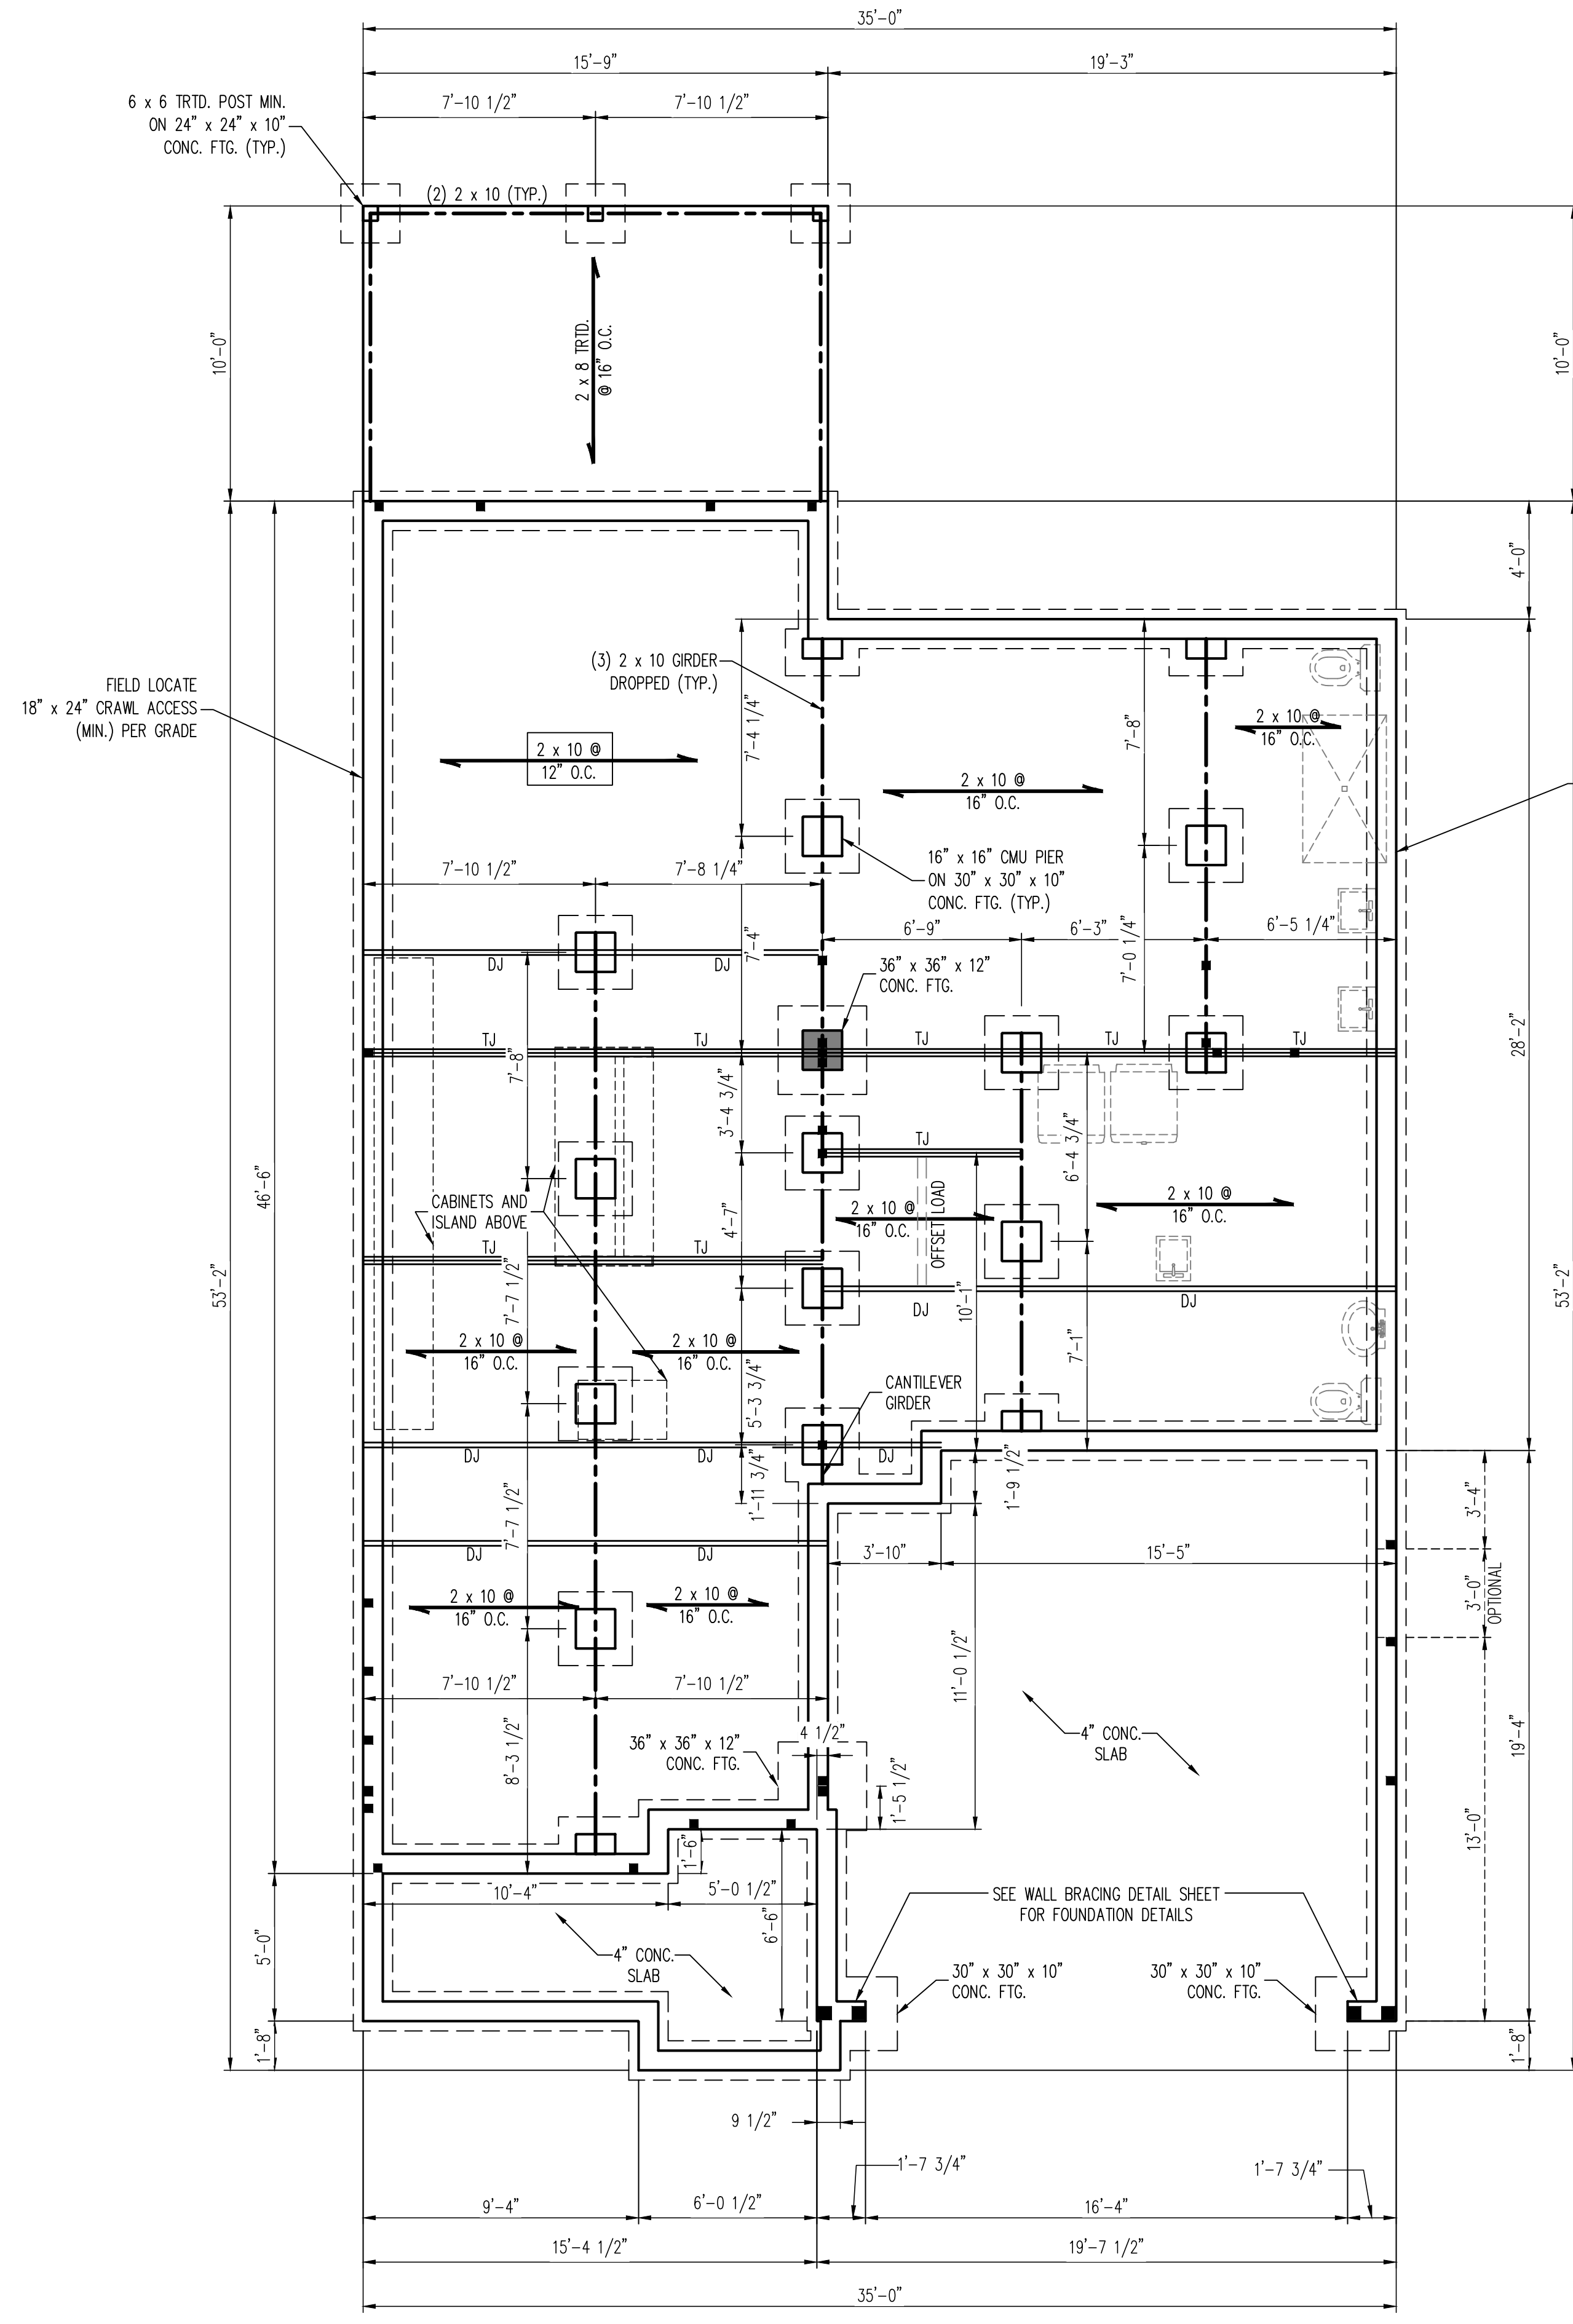 35'-0"
15'-9"
19'-3"
7'-10 1/2"
7'-10 1/2"
6 x 6 TRTD. POST MIN.
ON 24" x 24" x 10"
CONC. FTG. (TYP.)
(2) 2 x 10 (TYP.)
10'-0"
2 x 8 TRTD.
@ 16" O.C.
10'-0"
4'-0"
(3) 2 x 10 GIRDER
DROPPED (TYP.)
FIELD LOCATE
18" x 24" CRAWL ACCESS
(MIN.) PER GRADE
7'-4 1/4"
7'-8"
2 x 10 @
16" O.C.
2 x 10 @
12" O.C.
2 x 10 @
16" O.C.
16" x 16" CMU PIER
ON 30" x 30" x 10"
CONC. FTG. (TYP.)
7'-10 1/2"
7'-8 1/4"
7'-4"
6'-9"
6'-3"
6'-5 1/4"
7'-0 1/4"
DJ
DJ
36" x 36" x 12"
CONC. FTG.
28'-2"
TJ
TJ
TJ
TJ
TJ
7'-8"
3'-4 3/4"
TJ
6'-4 3/4"
46'-6"
53'-2"
CABINETS AND
ISLAND ABOVE
4'-7"
2 x 10 @
16" O.C.
OFFSET LOAD
2 x 10 @
16" O.C.
TJ
TJ
7'-7 1/2"
10'-1"
DJ
DJ
53'-2"
2 x 10 @
16" O.C.
2 x 10 @
16" O.C.
5'-3 3/4"
7'-1"
CANTILEVER
GIRDER
DJ
DJ
DJ
1'-11 3/4"
1'-9 1/2"
7'-7 1/2"
3'-4"
DJ
DJ
3'-10"
15'-5"
3'-0"
OPTIONAL
2 x 10 @
16" O.C.
2 x 10 @
16" O.C.
11'-0 1/2"
7'-10 1/2"
7'-10 1/2"
8'-3 1/2"
4 1/2"
36" x 36" x 12"
CONC. FTG.
4" CONC.
SLAB
19'-4"
1'-5 1/2"
13'-0"
1'-6"
10'-4"
5'-0 1/2"
6'-6"
SEE WALL BRACING DETAIL SHEET
FOR FOUNDATION DETAILS
5'-0"
4" CONC.
SLAB
30" x 30" x 10"
CONC. FTG.
30" x 30" x 10"
CONC. FTG.
1'-8"
1'-8"
9 1/2"
1'-7 3/4"
1'-7 3/4"
9'-4"
6'-0 1/2"
16'-4"
15'-4 1/2"
19'-7 1/2"
35'-0"